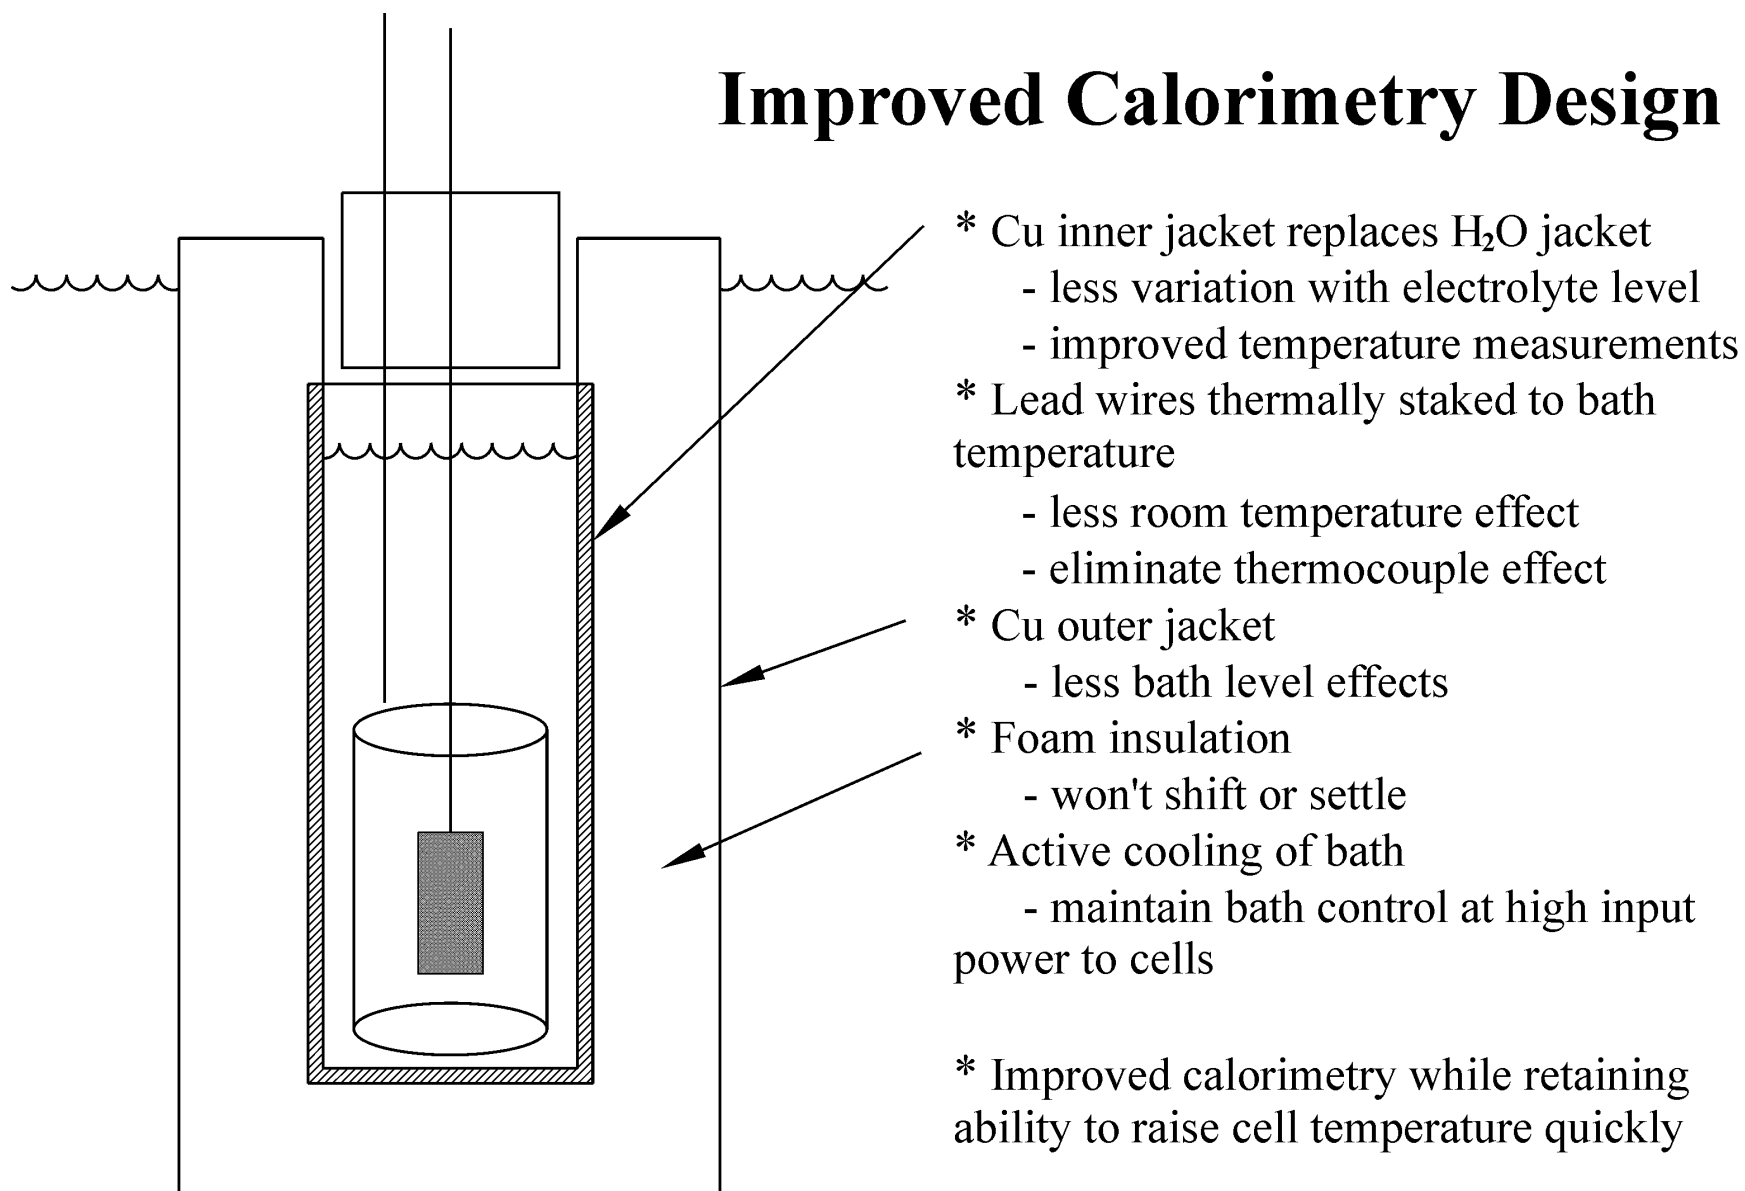 Improved Calorimetry Design
* Cu inner jacket replaces H₂O jacket
- less variation with electrolyte level
- improved temperature measurements
* Lead wires thermally staked to bath
temperature
- less room temperature effect
- eliminate thermocouple effect
* Cu outer jacket
- less bath level effects
* Foam insulation
- won't shift or settle
* Active cooling of bath
- maintain bath control at high input
power to cells
* Improved calorimetry while retaining
ability to raise cell temperature quickly